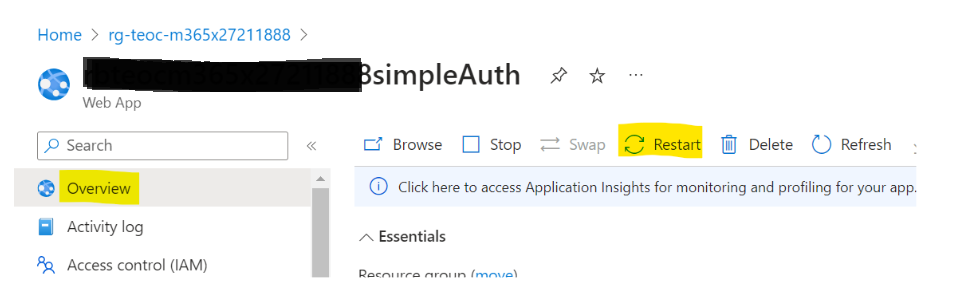 Home > rg-teoc-m365x27211888 >
8simpleAuth
Web App
Search
Browse Stop Swap Restart Delete Refresh
Overview
Click here to access Application Insights for monitoring and profiling for your app.
Activity log
Essentials
Access control (IAM)
Resource group (move)